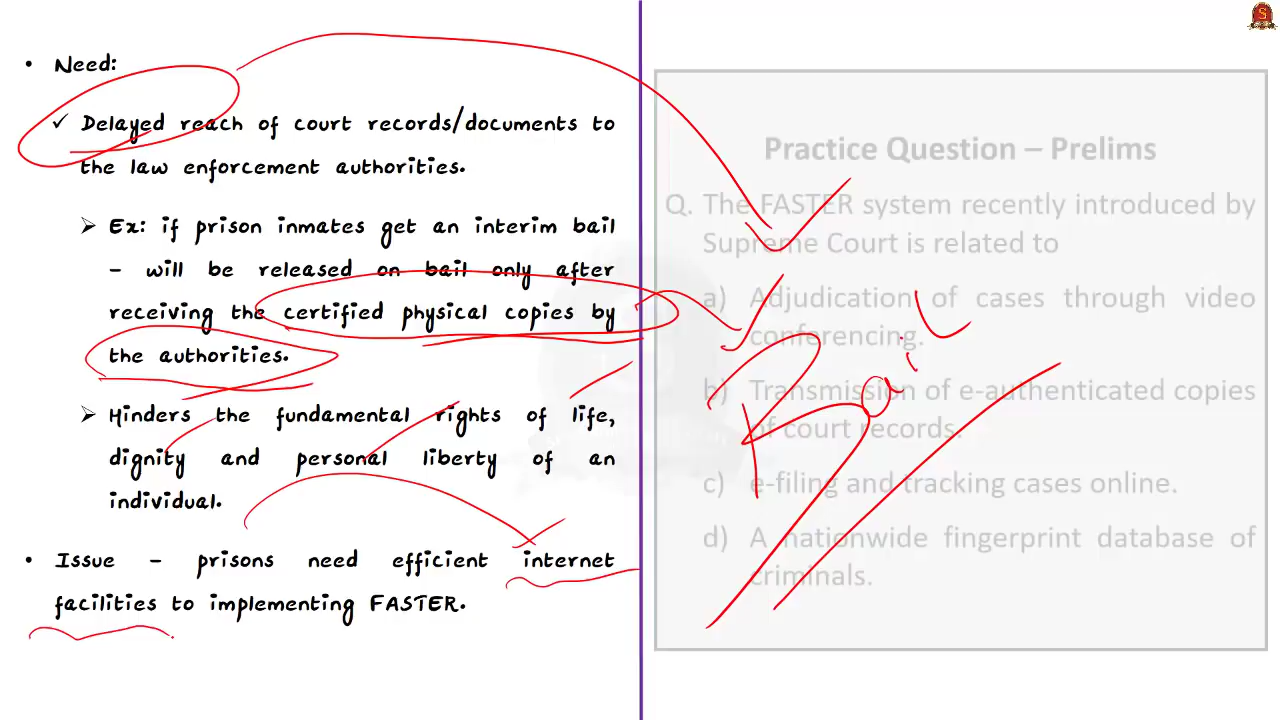 • Need:
✓ Delayed reach of court records/documents to
the law enforcement authorities.
➢ Ex: if prison inmates get an interim bail
– will be released on bail only after
receiving the certified physical copies by
the authorities.
➢ Hinders the fundamental rights of life,
dignity and personal liberty of an
individual.
• Issue – prisons need efficient internet
facilities to implementing FASTER.
Practice Question – Prelims
Q. The FASTER system recently introduced by
Supreme Court is related to
a) Adjudication of cases through video
conferencing.
b) Transmission of e-authenticated copies
of court records.
c) e-filing and tracking cases online.
d) A nationwide fingerprint database of
criminals.
Bail